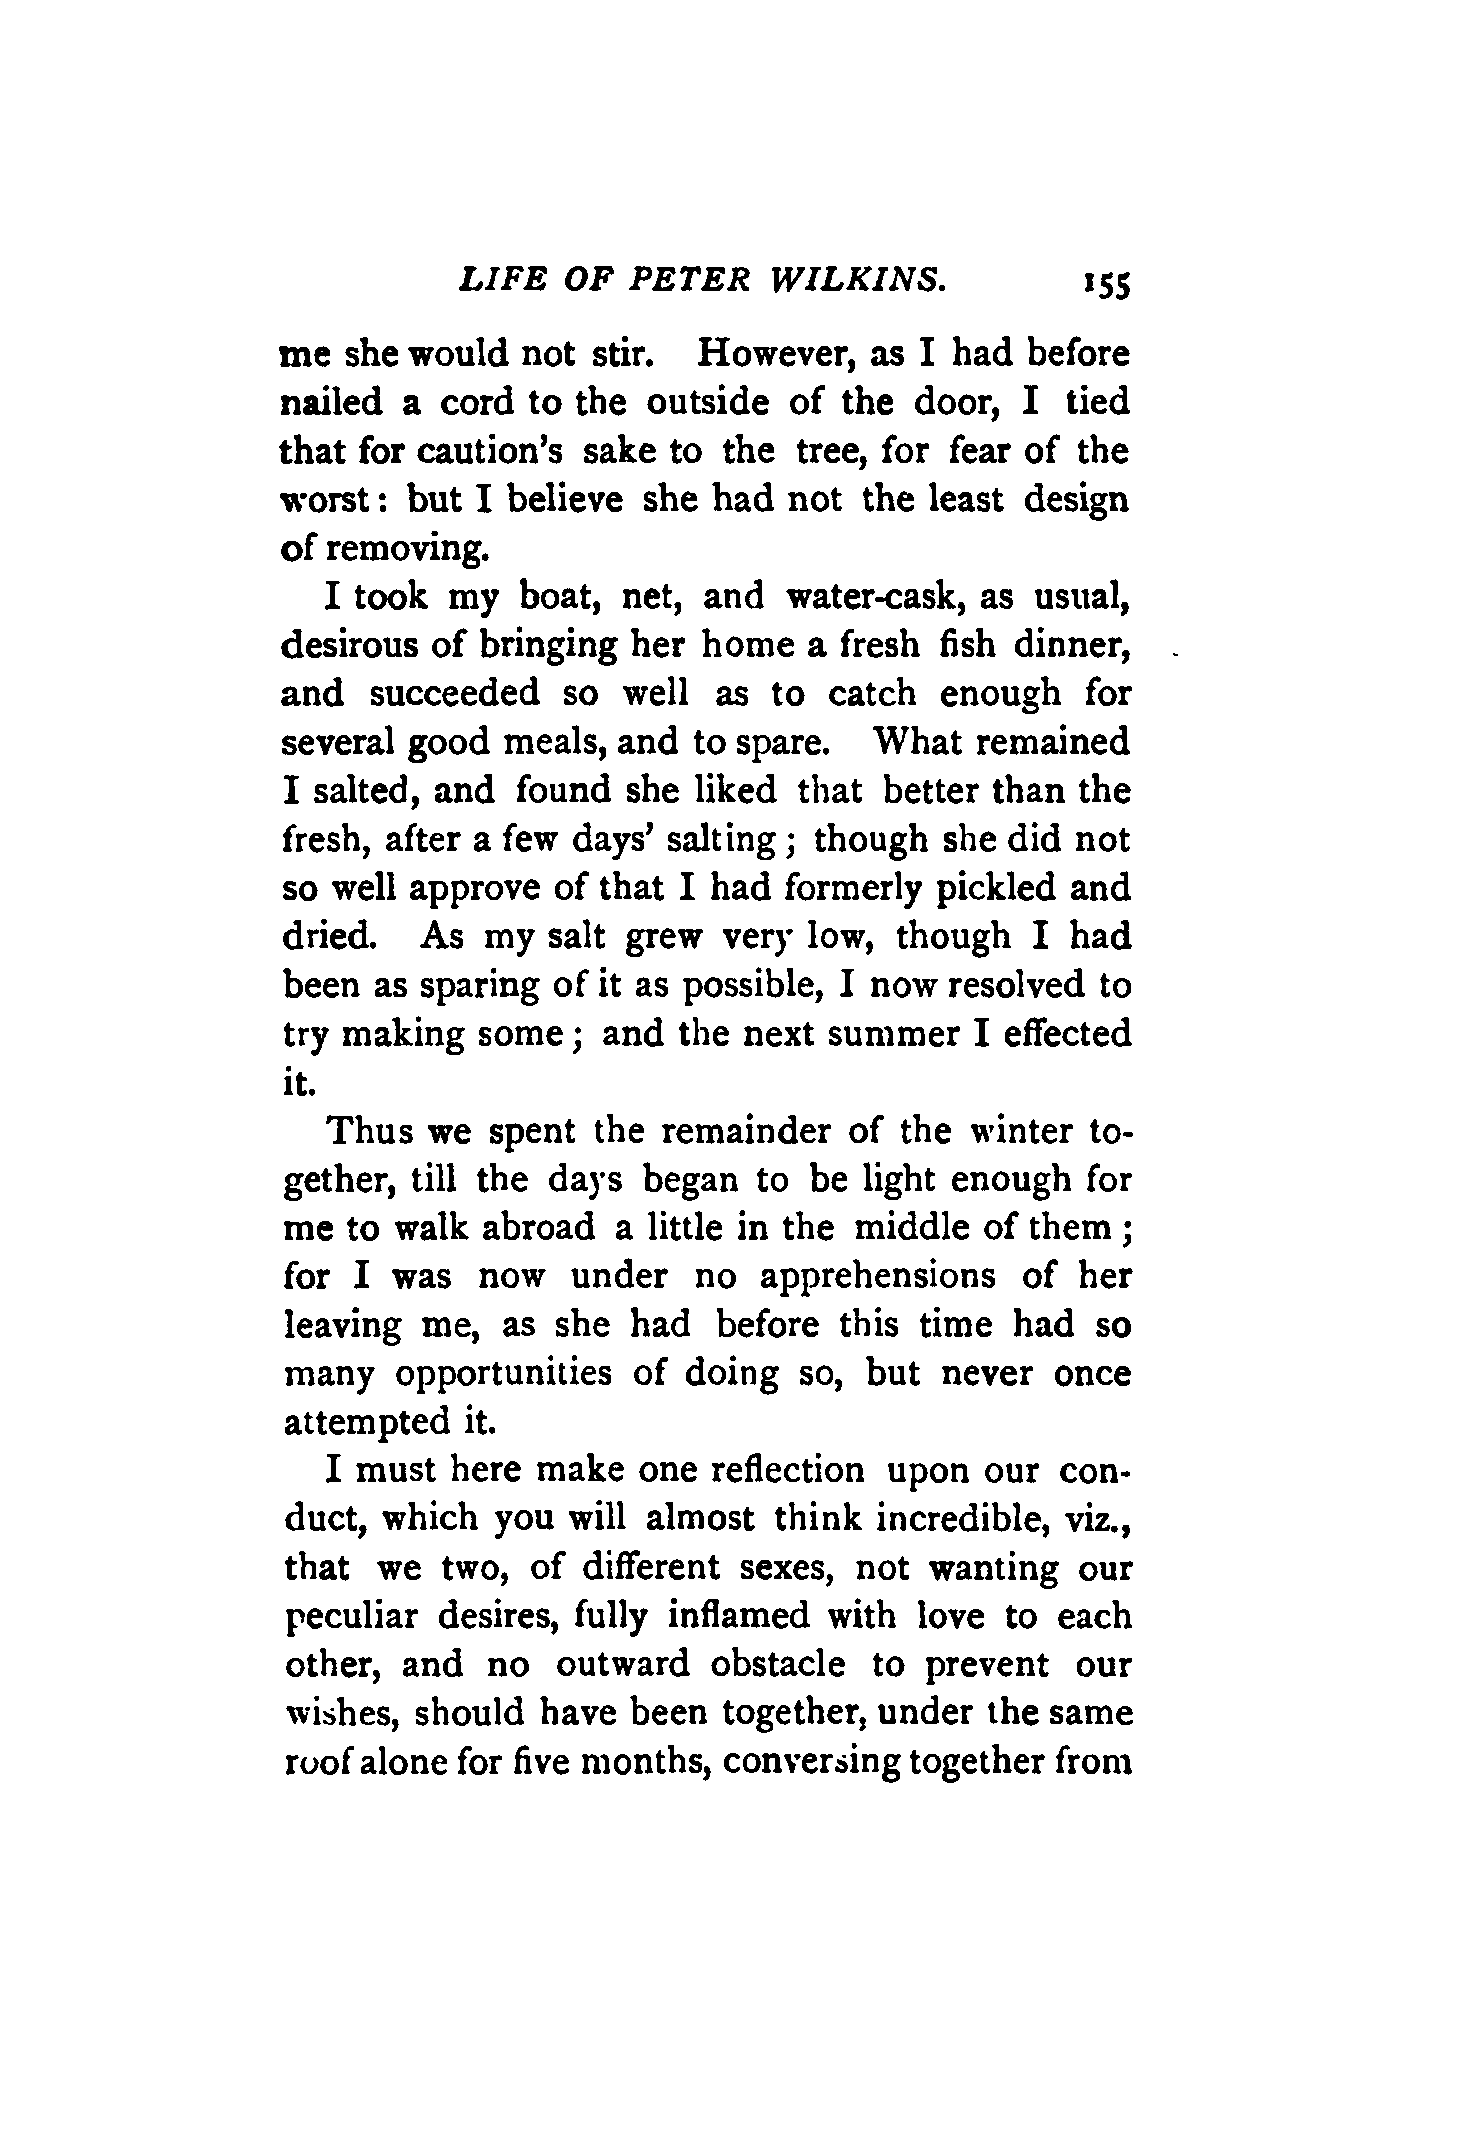 LIFE OF PETER WILKINS. 155
me she would not stir. However, as I had before
nailed a cord to the outside of the door, I tied
that for caution's sake to the tree, for fear of the
worst: but I believe she had not the least design
of removing.
I took my boat, net, and water-cask, as usual,
desirous of bringing her home a fresh fish dinner,
and succeeded so well as to catch enough for
several good meals, and to spare. What remained
I salted, and found she liked that better than the
fresh, after a few days' salting; though she did not
so well approve of that I had formerly pickled and
dried. As my salt grew very low, though I had
been as sparing of it as possible, I now resolved to
try making some; and the next summer I effected
it.
Thus we spent the remainder of the winter to-
gether, till the days began to be light enough for
me to walk abroad a little in the middle of them;
for I was now under no apprehensions of her
leaving me, as she had before this time had so
many opportunities of doing so, but never once
attempted it.
I must here make one reflection upon our con-
duct, which you will almost think incredible, viz.,
that we two, of different sexes, not wanting our
peculiar desires, fully inflamed with love to each
other, and no outward obstacle to prevent our
wishes, should have been together, under the same
roof alone for five months, conversing together from